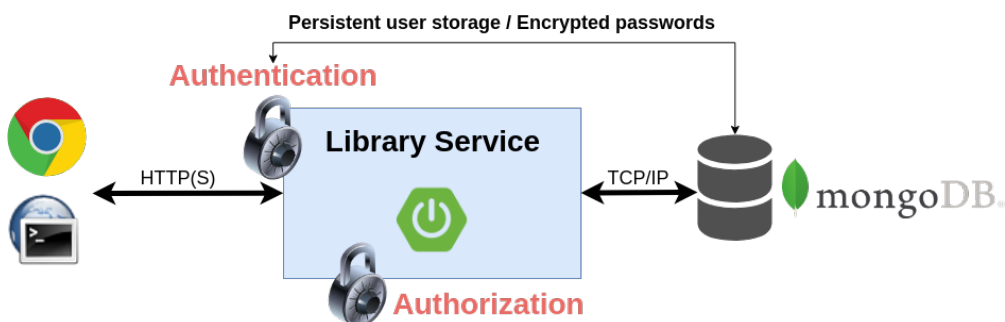 Persistent user storage / Encrypted passwords
Authentication
Library Service
HTTP(S)
TCP/IP
mongoDB.
Authorization